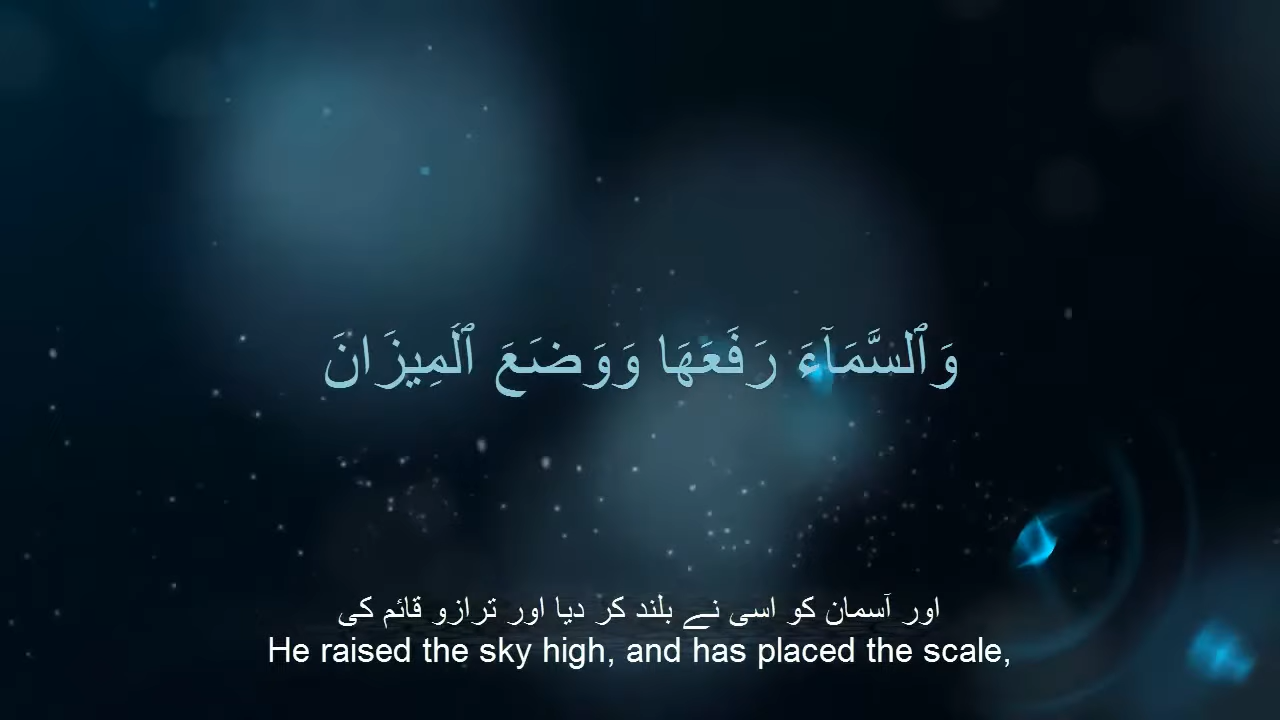 وَٱلسَّمَآءَ رَفَعَهَا وَوَضَعَ ٱلۡمِيزَانَ
اور آسمان کو اسی نے بلند کر دیا اور ترازو قائم کی
He raised the sky high, and has placed the scale,